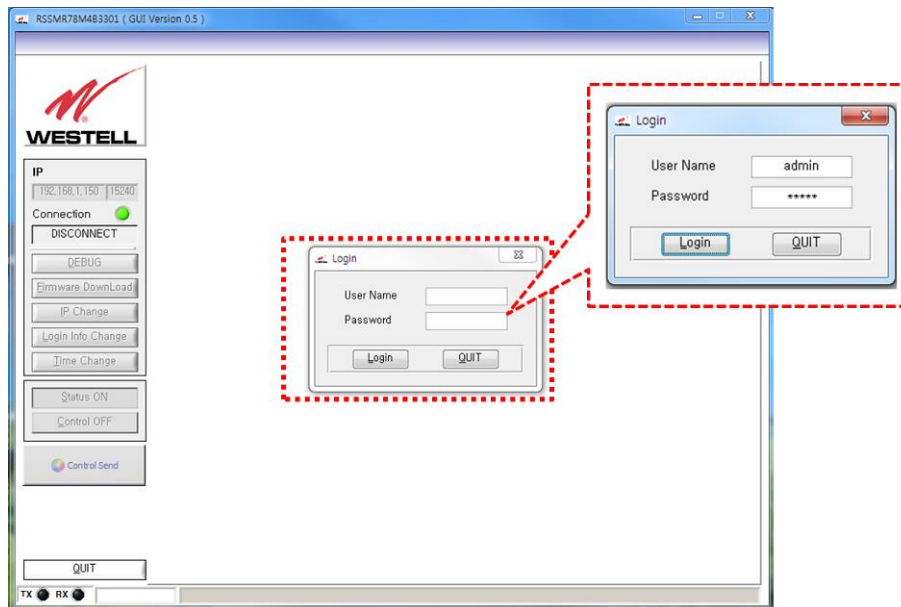 RSSMR78M4B3301 ( GUI Version 0.5 )
WESTELL
IP
192,168,1,150 15240
Connection
DISCONNECT
DEBUG
Firmware DownLoad
IP Change
Login Info Change
Time Change
Status ON
Control OFF
Control Send
QUIT
TX RX
Login
User Name
Password
Login QUIT
Login
User Name admin
Password *****
Login QUIT